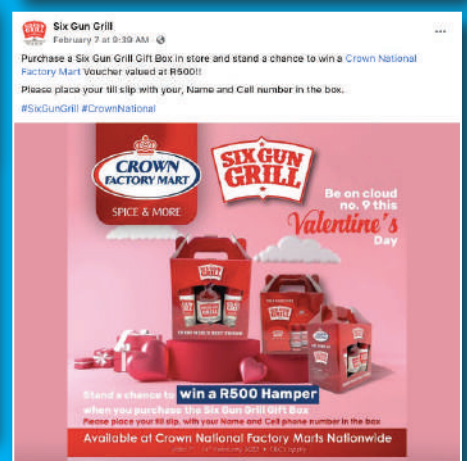 Six Gun Grill
February 7 at 9:39 AM
Purchase a Six Gun Grill Gift Box in store and stand a chance to win a Crown National
Factory Mart Voucher valued at R500!!
Please place your till slip with your, Name and Cell number in the box.
#SixGunGrill #CrownNational
CROWN
FACTORY MART
SPICE & MORE
SIX GUN
GRILL
Be on cloud
no. 9 this
Valentine's
Day
SIX GUN
GRILL
Stand a chance to win a R500 Hamper
when you purchase the Six Gun Grill Gift Box
Please place your till slip, with your Name and Cell phone number in the box
Available at Crown National Factory Marts Nationwide